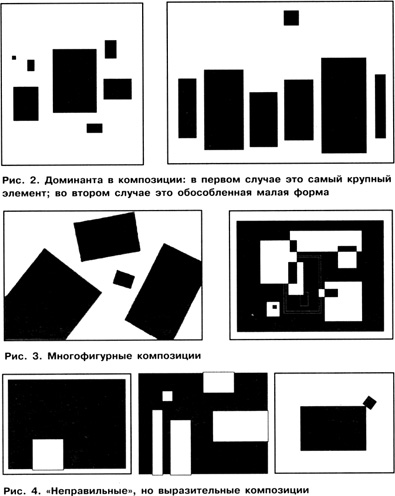 Рис. 2. Доминанта в композиции: в первом случае это самый крупный
элемент; во втором случае это обособленная малая форма
Рис. 3. Многофигурные композиции
Рис. 4. «Неправильные», но выразительные композиции